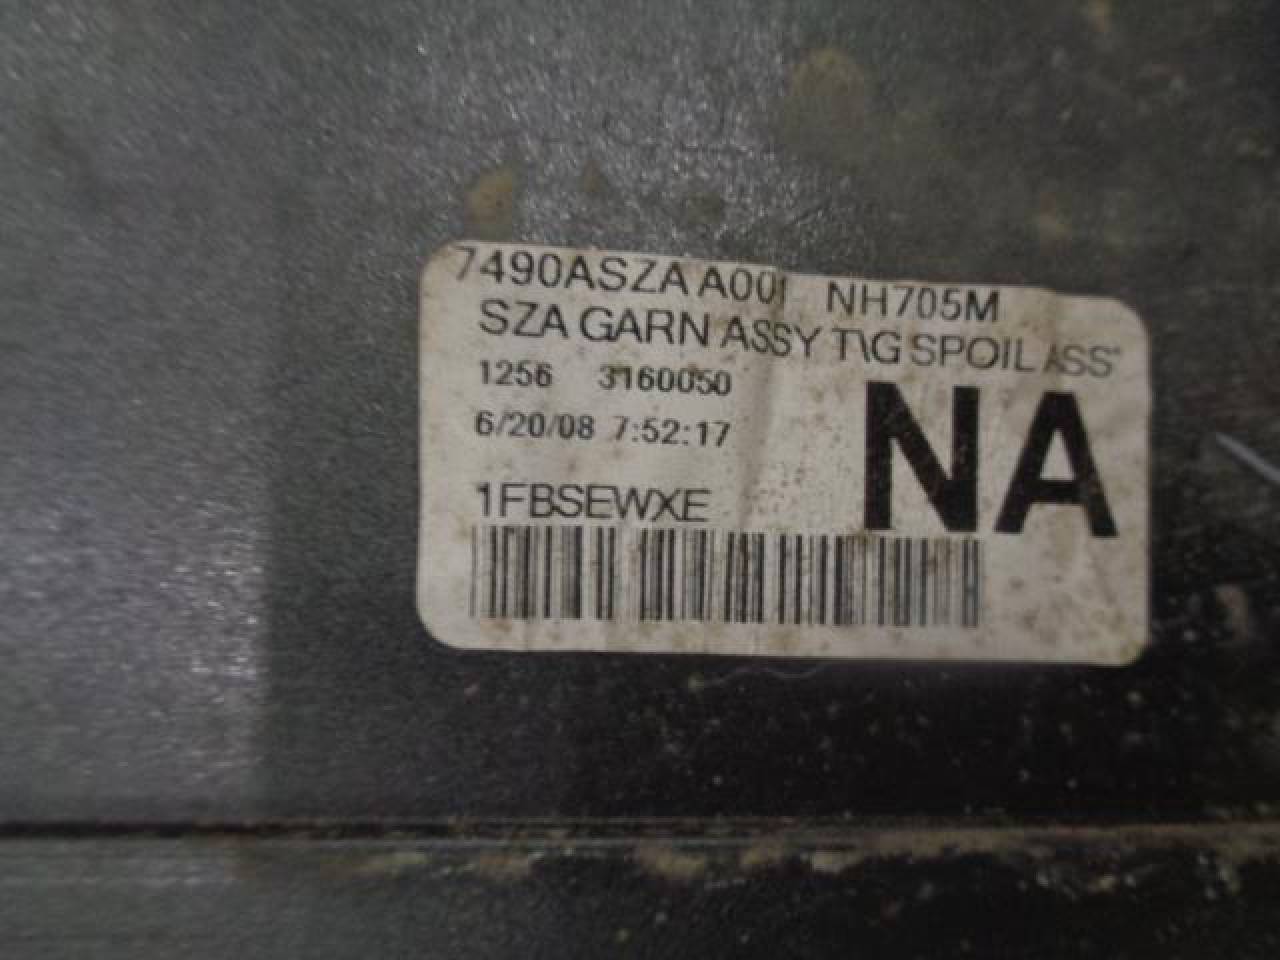 7490ASZA A00 NH705M
SZA GARN ASSY T\G SPOIL ASS
1256 3160050
6/20/08 7:52:17
NA
1FBSEWXE